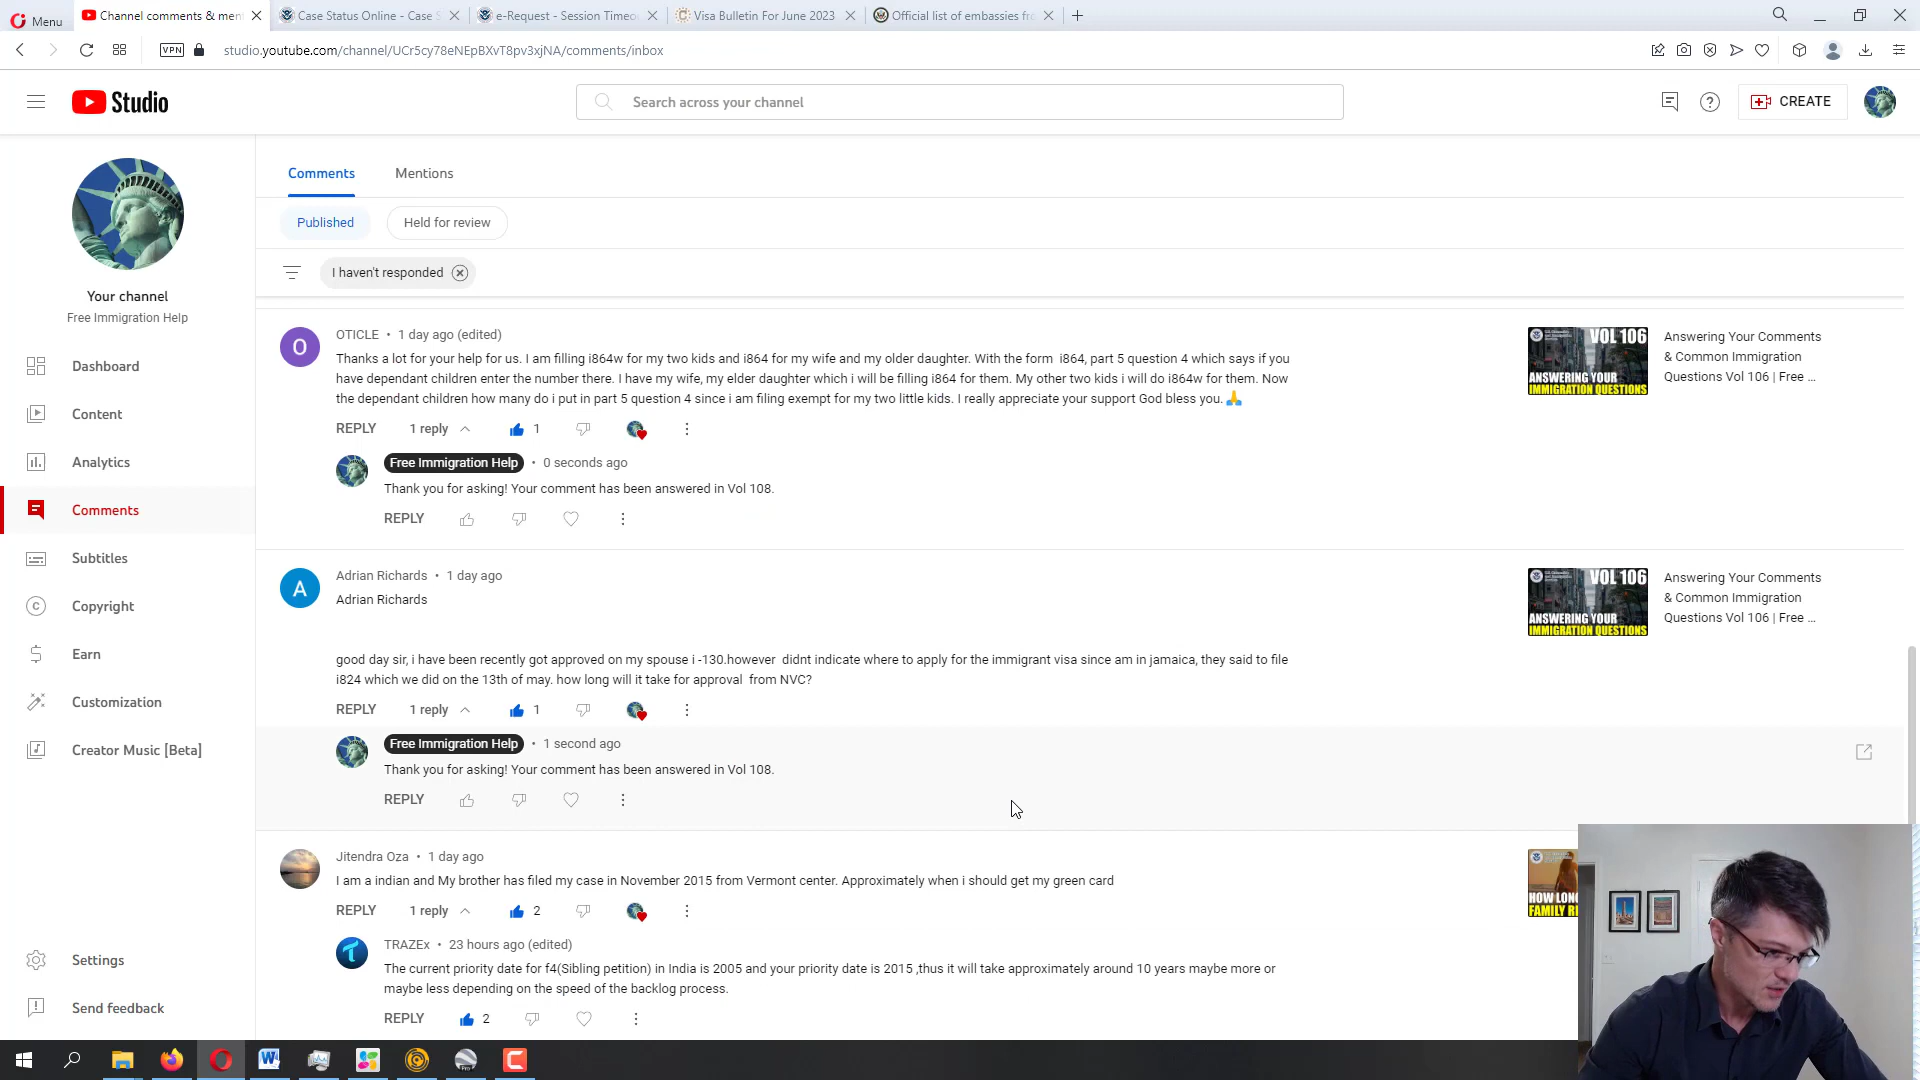 Menu
Channel comments & men
Case Status Online - Case S
e-Request - Session Timeou
Visa Bulletin For June 2023
Official list of embassies fro
VPN
studio.youtube.com/channel/UCr5cy78eNEpBXvT8pv3xjNA/comments/inbox
Studio
Search across your channel
CREATE
Your channel
Free Immigration Help
Dashboard
Content
Analytics
Comments
Subtitles
Copyright
Earn
Customization
Creator Music [Beta]
Settings
Send feedback
Comments
Mentions
Published
Held for review
I haven't responded
O
OTICLE • 1 day ago (edited)
Thanks a lot for your help for us. I am filling i864w for my two kids and i864 for my wife and my older daughter. With the form i864, part 5 question 4 which says if you
have dependant children enter the number there. I have my wife, my elder daughter which i will be filling i864 for them. My other two kids i will do i864w for them. Now
the dependant children how many do i put in part 5 question 4 since i am filing exempt for my two little kids. I really appreciate your support God bless you. 🙏
REPLY 1 reply 1
Free Immigration Help • 0 seconds ago
Thank you for asking! Your comment has been answered in Vol 108.
REPLY
VOL 106
ANSWERING YOUR
IMMIGRATION QUESTIONS
Answering Your Comments
& Common Immigration
Questions Vol 106 | Free ...
A
Adrian Richards • 1 day ago
Adrian Richards
good day sir, i have been recently got approved on my spouse i -130.however didnt indicate where to apply for the immigrant visa since am in jamaica, they said to file
i824 which we did on the 13th of may. how long will it take for approval from NVC?
REPLY 1 reply 1
Free Immigration Help • 1 second ago
Thank you for asking! Your comment has been answered in Vol 108.
REPLY
VOL 106
ANSWERING YOUR
IMMIGRATION QUESTIONS
Answering Your Comments
& Common Immigration
Questions Vol 106 | Free ...
Jitendra Oza • 1 day ago
I am a indian and My brother has filed my case in November 2015 from Vermont center. Approximately when i should get my green card
REPLY 1 reply 2
TRAZEx • 23 hours ago (edited)
The current priority date for f4(Sibling petition) in India is 2005 and your priority date is 2015 ,thus it will take approximately around 10 years maybe more or
maybe less depending on the speed of the backlog process.
REPLY 2
HOW LONG
FAMILY RE